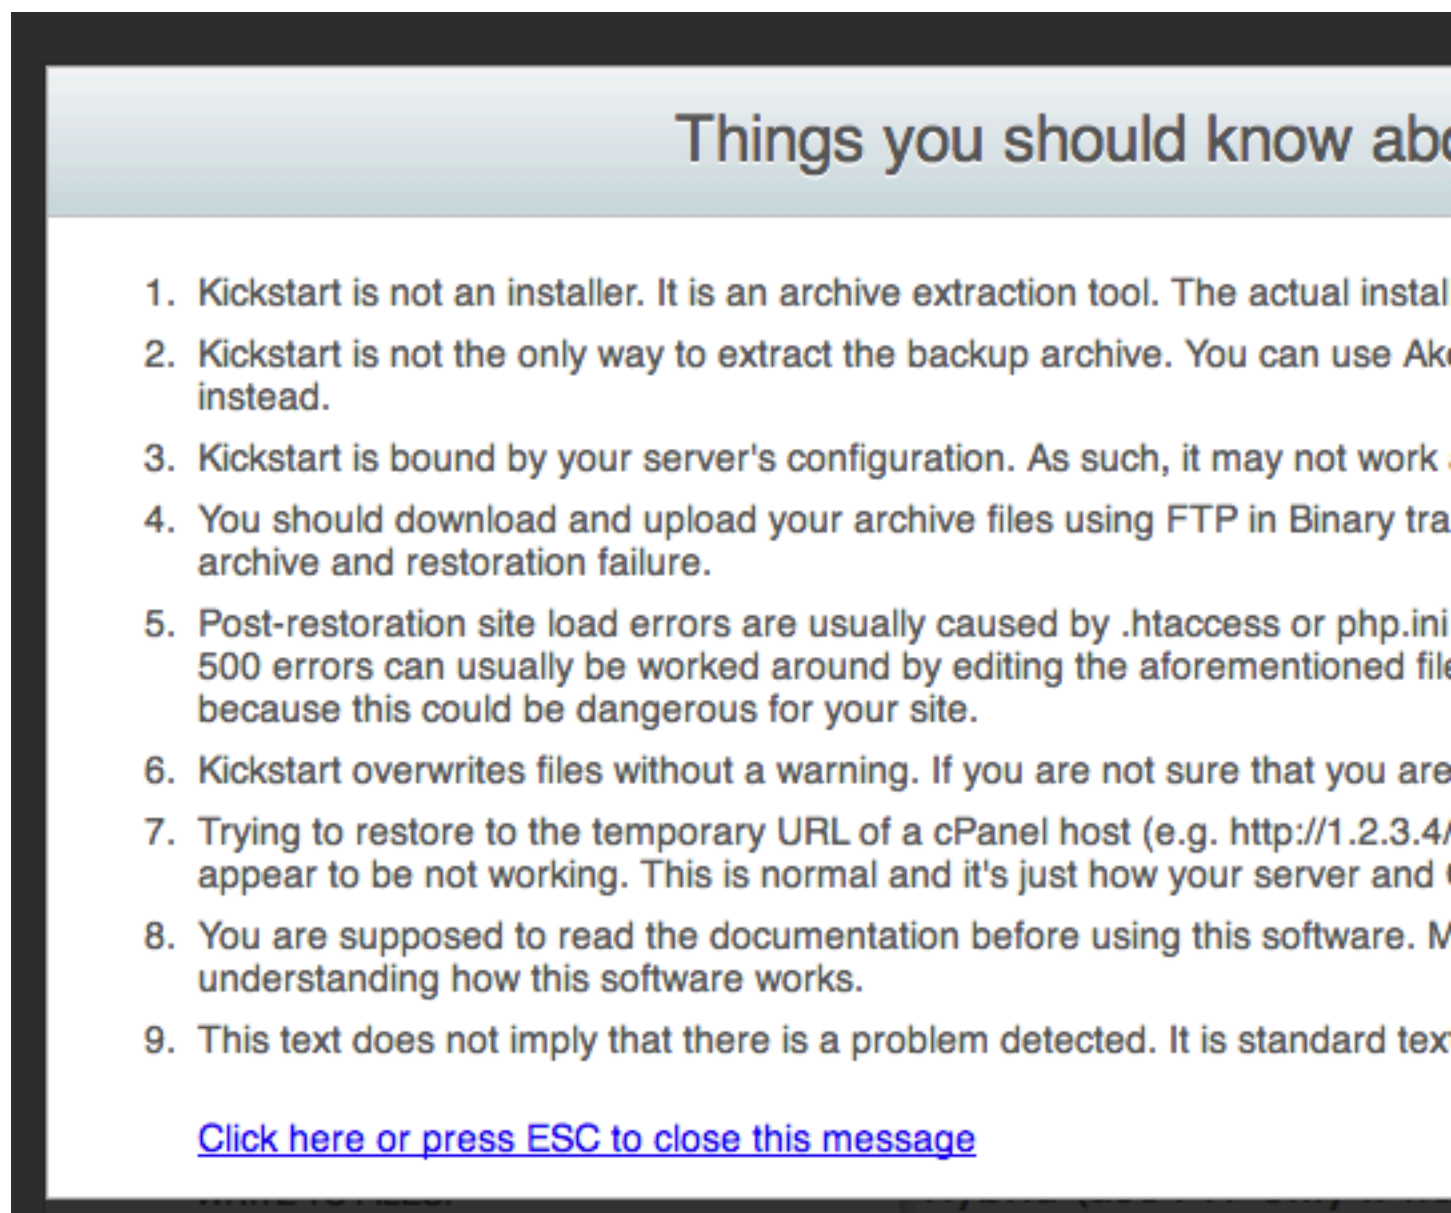 Things you should know abo
1. Kickstart is not an installer. It is an archive extraction tool. The actual instal
2. Kickstart is not the only way to extract the backup archive. You can use Ake
instead.
3. Kickstart is bound by your server's configuration. As such, it may not work
4. You should download and upload your archive files using FTP in Binary tra
archive and restoration failure.
5. Post-restoration site load errors are usually caused by .htaccess or php.ini
500 errors can usually be worked around by editing the aforementioned file
because this could be dangerous for your site.
6. Kickstart overwrites files without a warning. If you are not sure that you are
7. Trying to restore to the temporary URL of a cPanel host (e.g. http://1.2.3.4/
appear to be not working. This is normal and it's just how your server and
8. You are supposed to read the documentation before using this software. M
understanding how this software works.
9. This text does not imply that there is a problem detected. It is standard text
Click here or press ESC to close this message